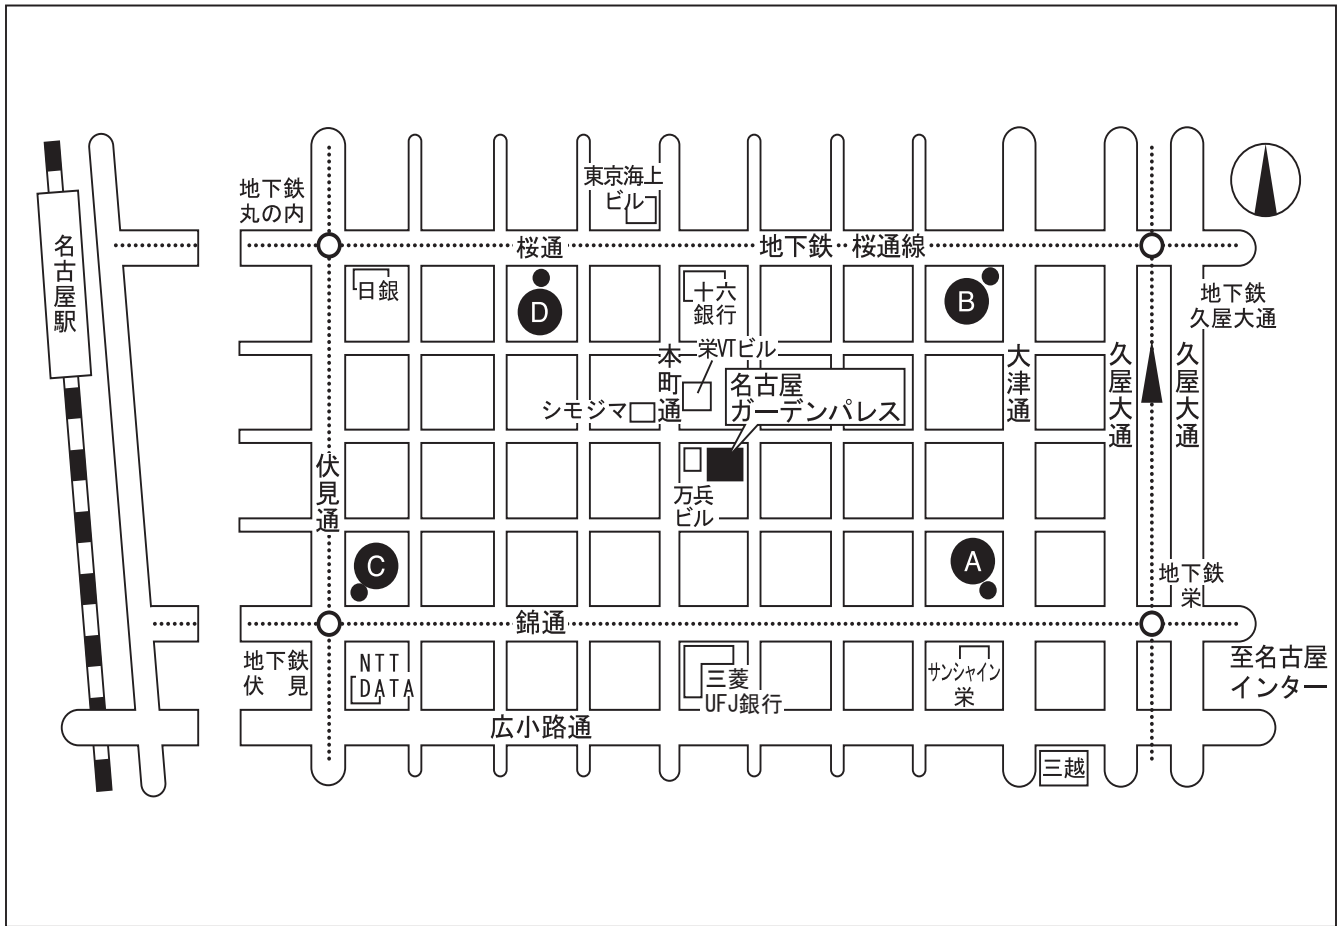 東京海上
ビル
地下鉄
丸の内
名古屋駅
桜通
地下鉄 桜通線
日銀
D
十六
銀行
B
地下鉄
久屋大通
本町通
栄VTビル
大津通
久屋大通
久屋大通
名古屋
ガーデンパレス
シモジマ
伏見通
万兵
ビル
C
A
地下鉄
栄
錦通
地下鉄
伏見
NTT
DATA
三菱
UFJ銀行
サンシャイン
栄
至名古屋
インター
広小路通
三越